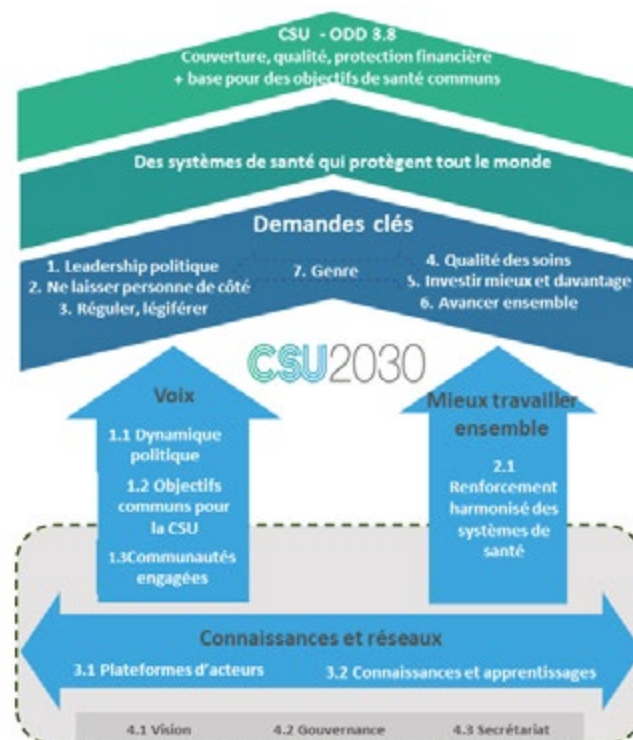 CSU - ODD 3.8
Couverture, qualité, protection financière
+ base pour des objectifs de santé communs
Des systèmes de santé qui protègent tout le monde
Demandes clés
1. Leadership politique
2. Ne laisser personne de côté
3. Réguler, légiférer
7. Genre
4. Qualité des soins
5. Investir mieux et davantage
6. Avancer ensemble
CSU2030
Voix
1.1 Dynamique
politique
1.2 Objectifs
communs pour
la CSU
1.3Communautés
engagées
Mieux travailler
ensemble
2.1
Renforcement
harmonisé des
systèmes de
santé
Connaissances et réseaux
3.1 Plateformes d'acteurs
3.2 Connaissances et apprentissages
4.1 Vision
4.2 Gouvernance
4.3 Secrétariat